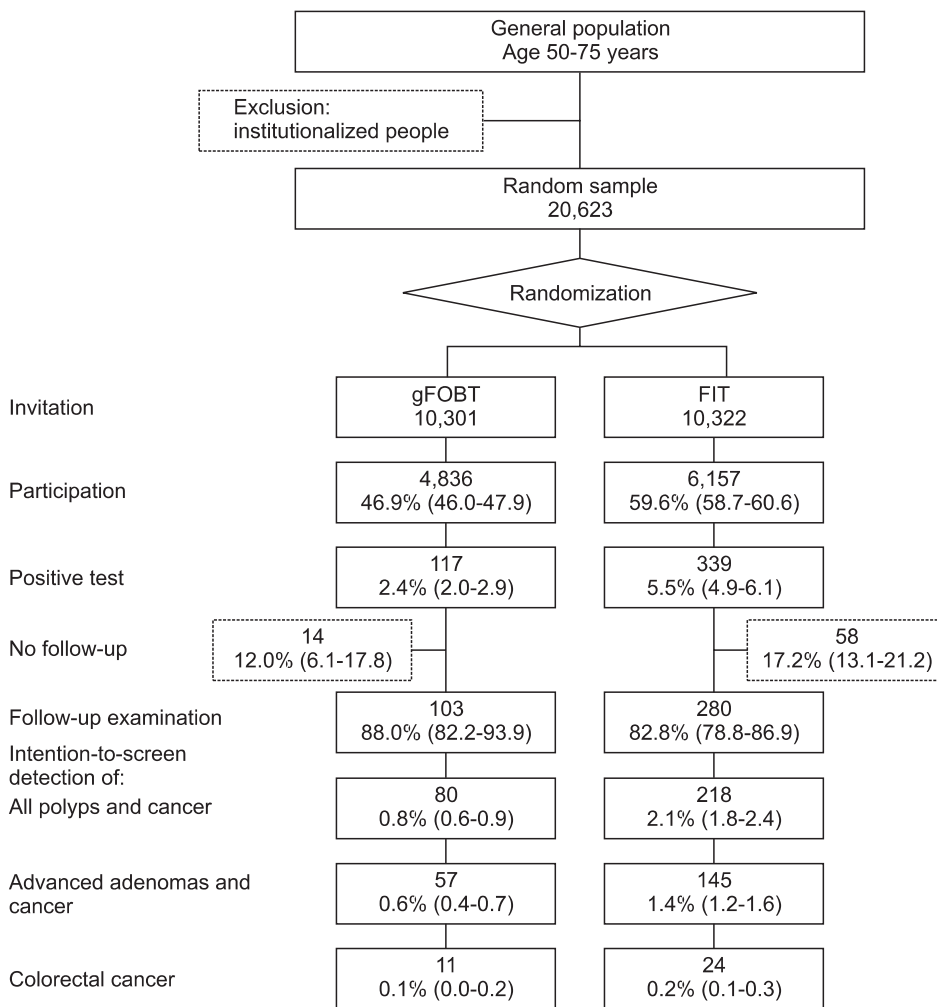 General population
Age 50-75 years
Exclusion:
institutionalized people
Random sample
20,623
Randomization
Invitation
gFOBT
10,301
FIT
10,322
Participation
4,836
46.9% (46.0-47.9)
6,157
59.6% (58.7-60.6)
Positive test
117
2.4% (2.0-2.9)
339
5.5% (4.9-6.1)
No follow-up
14
12.0% (6.1-17.8)
58
17.2% (13.1-21.2)
Follow-up examination
103
88.0% (82.2-93.9)
280
82.8% (78.8-86.9)
Intention-to-screen
detection of:
All polyps and cancer
80
0.8% (0.6-0.9)
218
2.1% (1.8-2.4)
Advanced adenomas and
cancer
57
0.6% (0.4-0.7)
145
1.4% (1.2-1.6)
Colorectal cancer
11
0.1% (0.0-0.2)
24
0.2% (0.1-0.3)